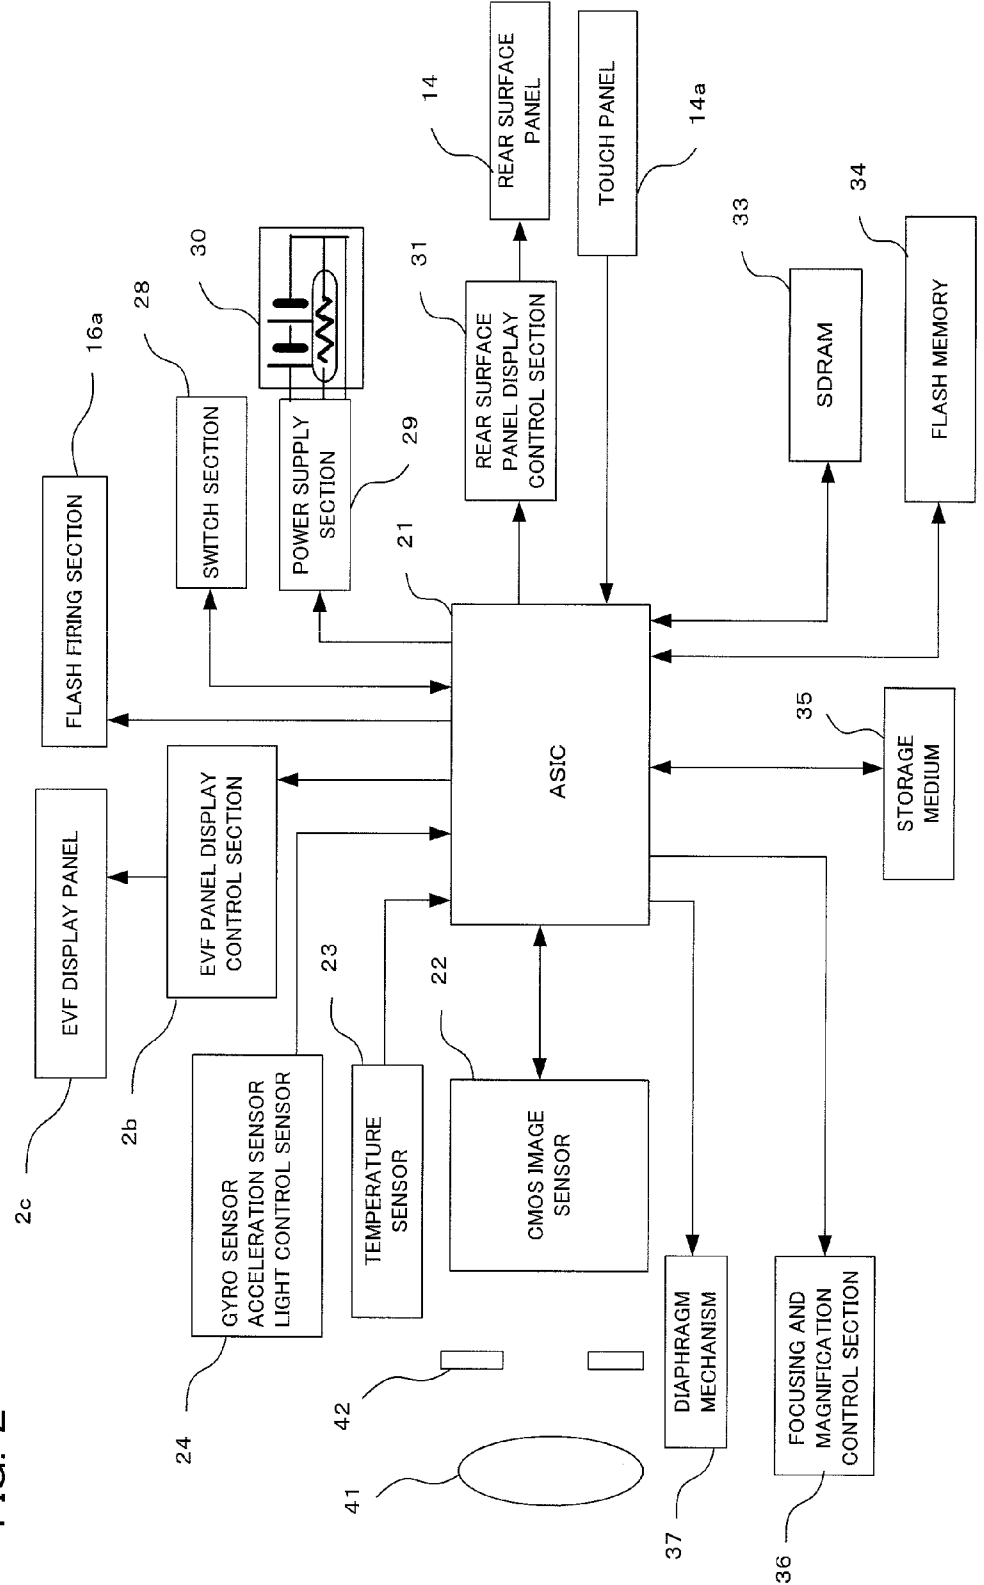 2c
EVF DISPLAY PANEL
2b
EVF PANEL DISPLAY
CONTROL SECTION
FLASH FIRING SECTION
16a
SWITCH SECTION
28
POWER SUPPLY
SECTION
29
30
24
GYRO SENSOR
ACCELERATION SENSOR
LIGHT CONTROL SENSOR
23
TEMPERATURE
SENSOR
22
CMOS IMAGE
SENSOR
42
41
21
ASIC
31
REAR SURFACE
PANEL DISPLAY
CONTROL SECTION
14
REAR SURFACE
PANEL
TOUCH PANEL
14a
37
DIAPHRAGM
MECHANISM
36
FOCUSING AND
MAGNIFICATION
CONTROL SECTION
35
STORAGE
MEDIUM
33
SDRAM
34
FLASH MEMORY